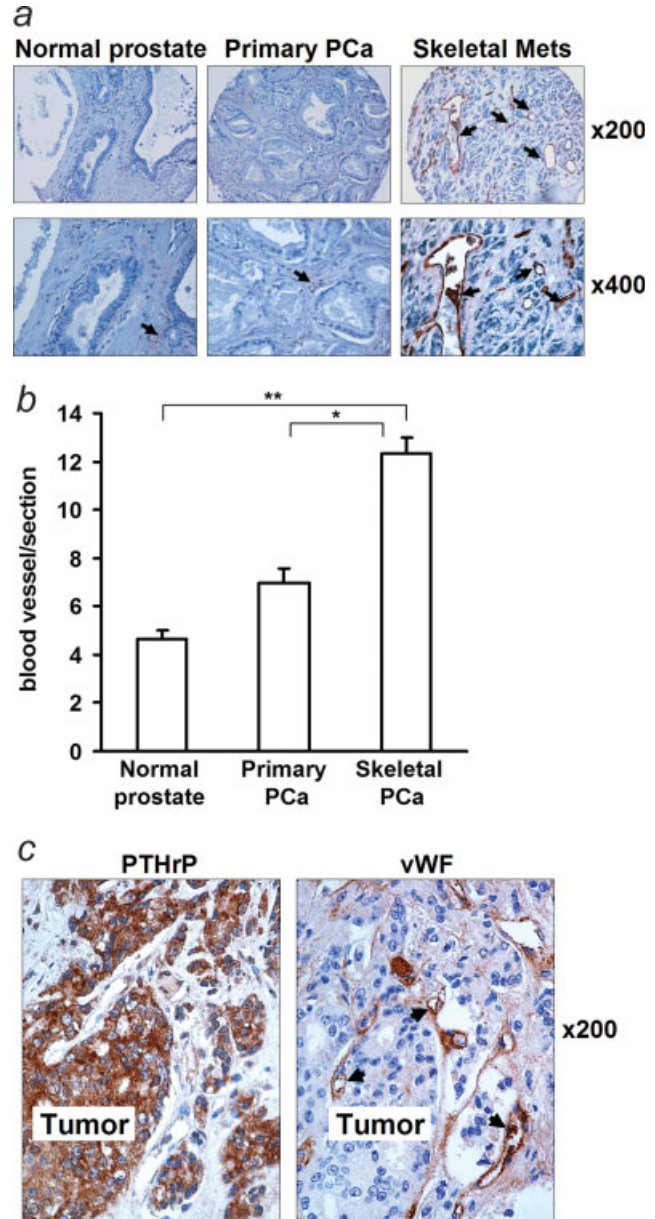 a
Normal prostate Primary PCa Skeletal Mets
x200
x400
b
**
*
14
12
10
8
6
4
2
0
blood vessel/section
Normal prostate
Primary PCa
Skeletal PCa
c
PTHrP vWF
x200
Tumor Tumor